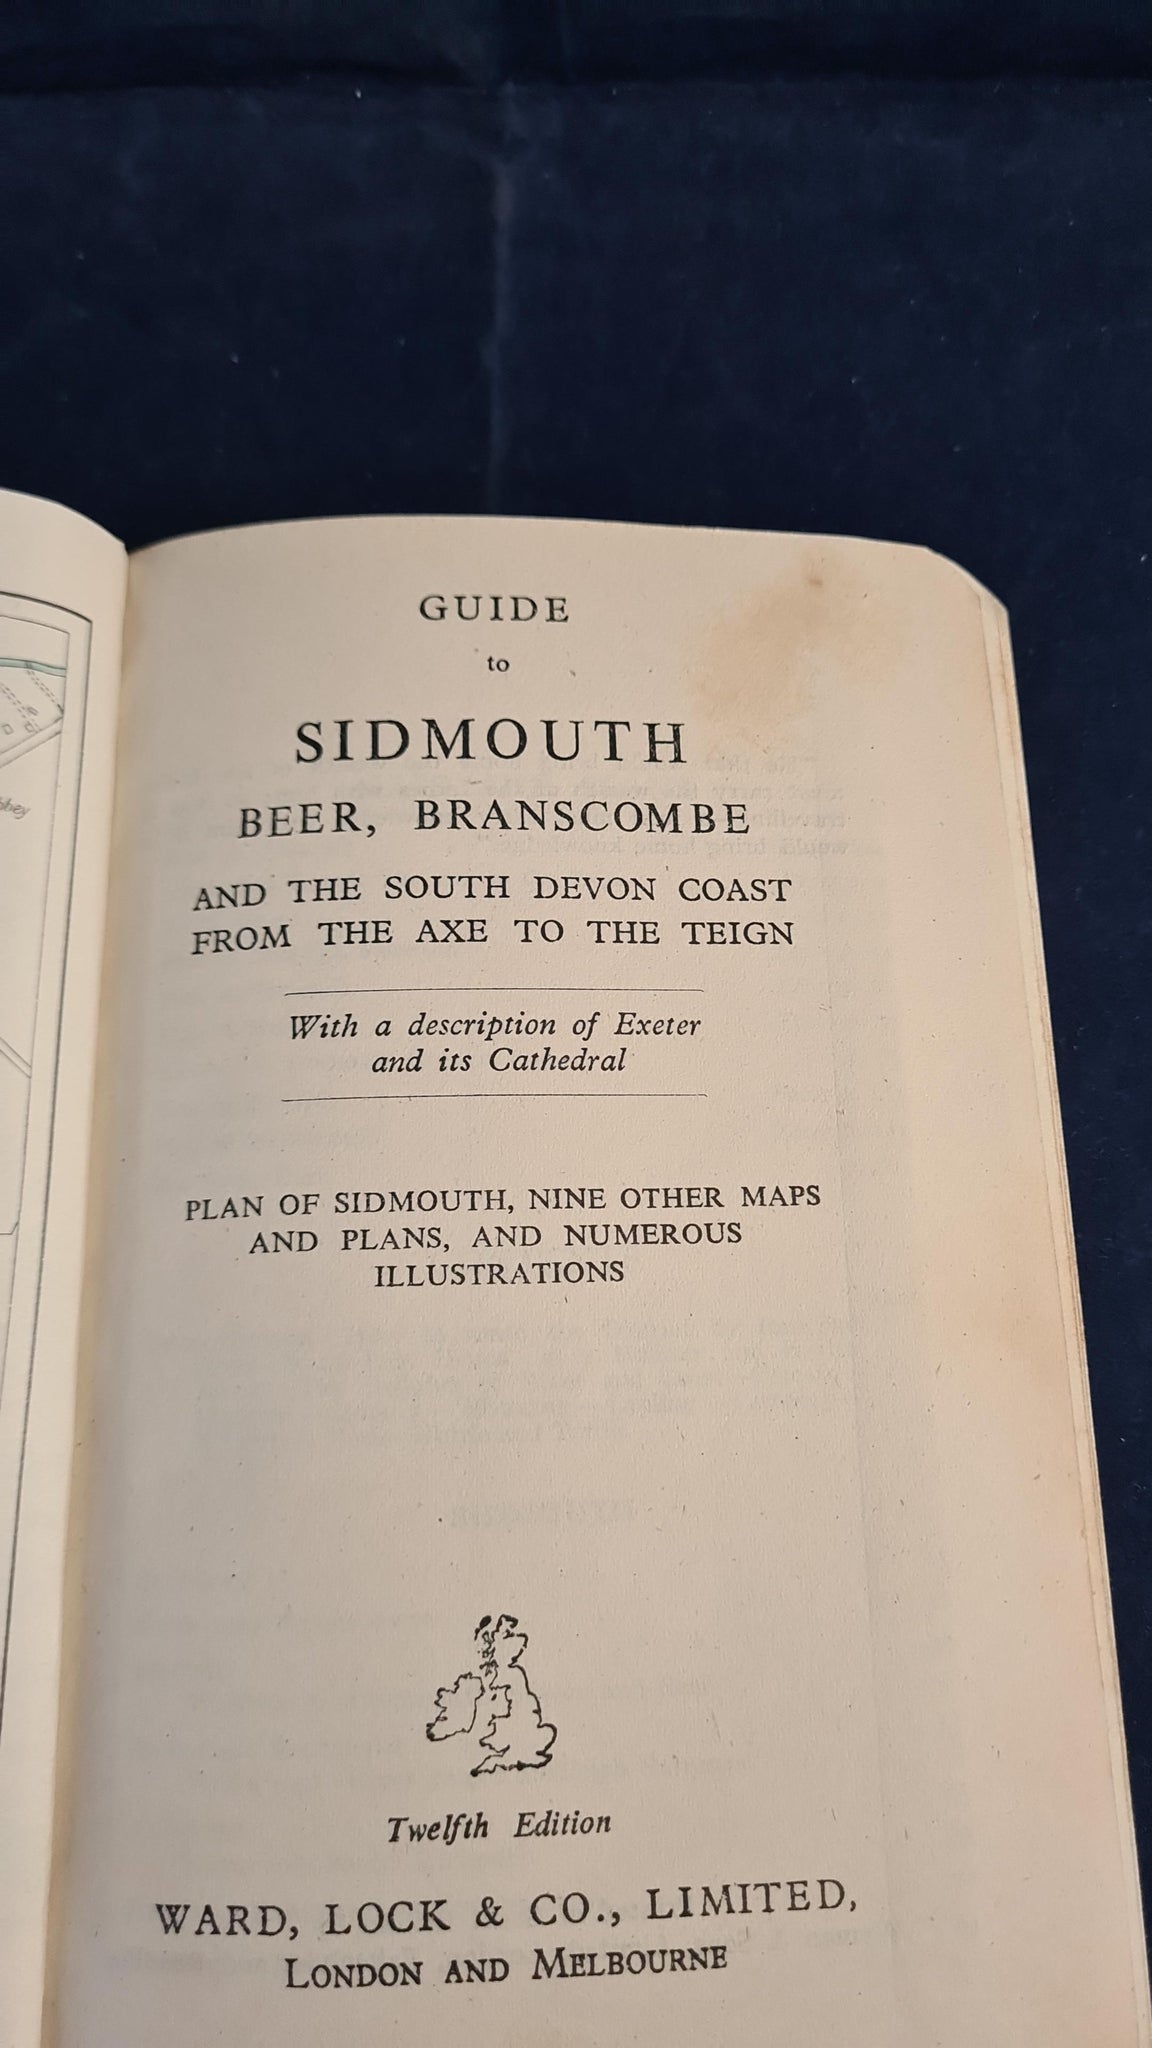 GUIDE
to
SIDMOUTH
BEER, BRANSCOMBE
AND THE SOUTH DEVON COAST
FROM THE AXE TO THE TEIGN
With a description of Exeter
and its Cathedral
PLAN OF SIDMOUTH, NINE OTHER MAPS
AND PLANS, AND NUMEROUS
ILLUSTRATIONS
Twelfth Edition
WARD, LOCK & CO., LIMITED,
LONDON AND MELBOURNE